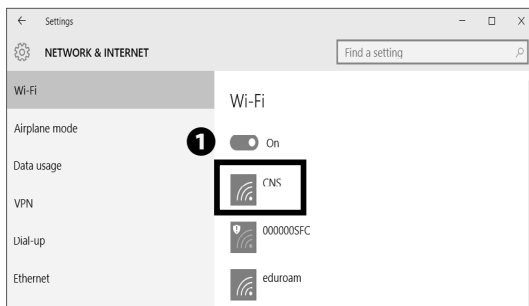 ← Settings
NETWORK & INTERNET
Find a setting
Wi-Fi
Airplane mode
Data usage
VPN
Dial-up
Ethernet
Wi-Fi
1 On
CNS
000000SFC
eduroam